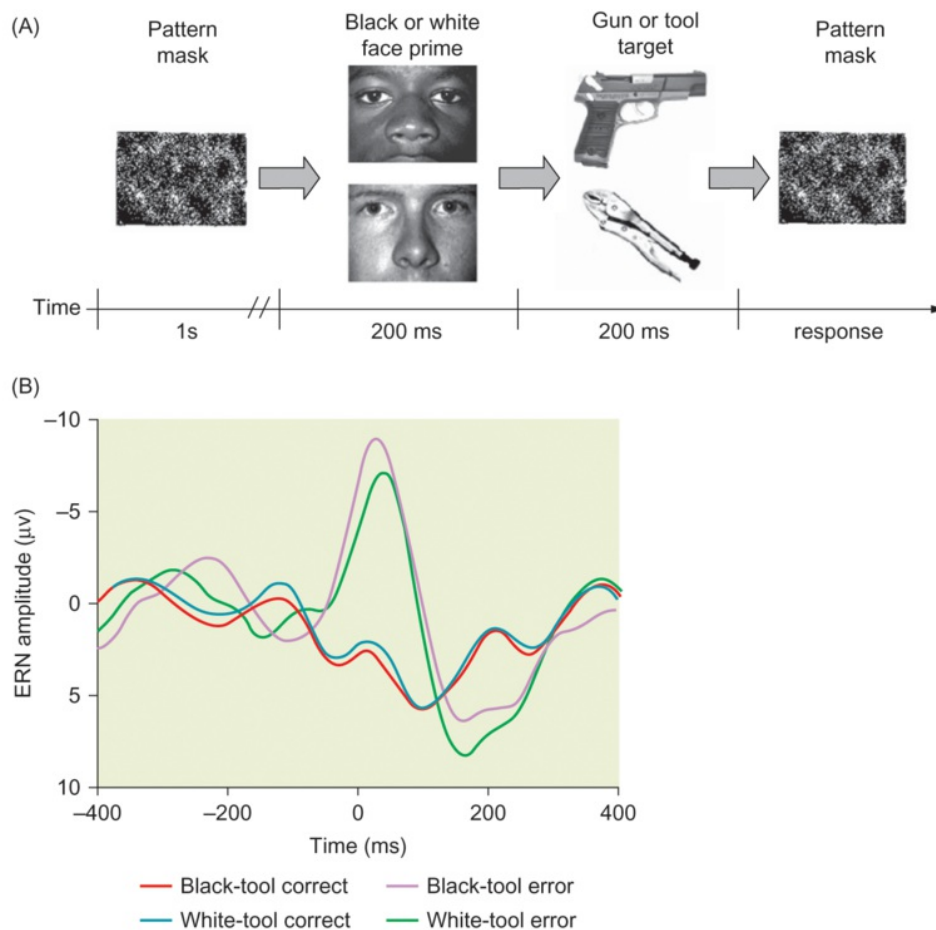 (A)
Pattern
mask
Black or white
face prime
Gun or tool
target
Pattern
mask
Time
1s
200 ms
200 ms
response
(B)
ERN amplitude (μv)
–10
–5
0
5
10
–400
–200
0
200
400
Time (ms)
Black-tool correct
Black-tool error
White-tool correct
White-tool error